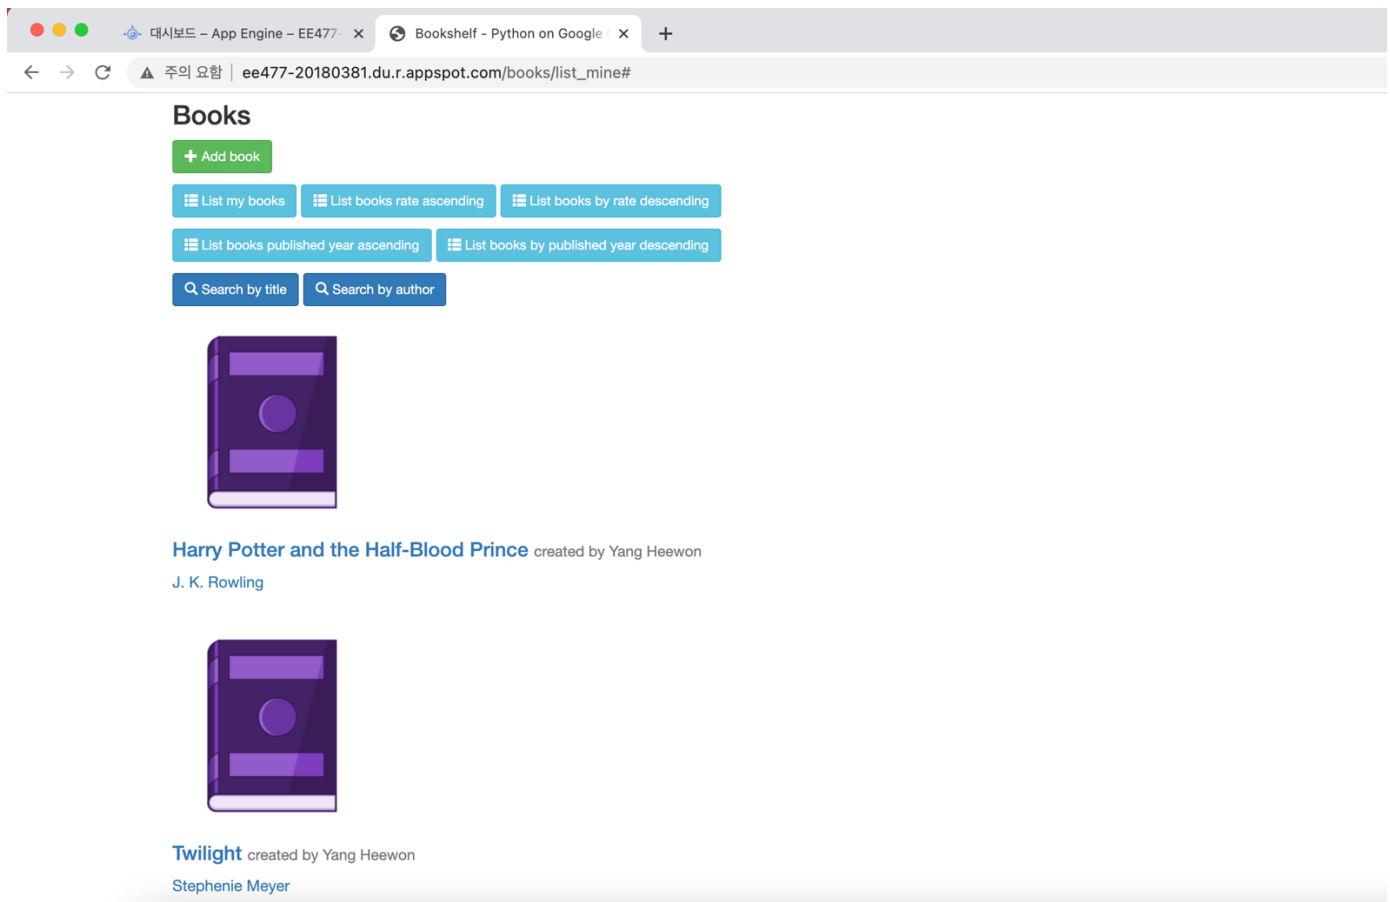 대시보드 – App Engine – EE477-
Bookshelf - Python on Google
주의 요함 ee477-20180381.du.r.appspot.com/books/list_mine#
Books
Add book
List my books List books rate ascending List books by rate descending
List books published year ascending List books by published year descending
Search by title Search by author
Harry Potter and the Half-Blood Prince created by Yang Heewon
J. K. Rowling
Twilight created by Yang Heewon
Stephenie Meyer